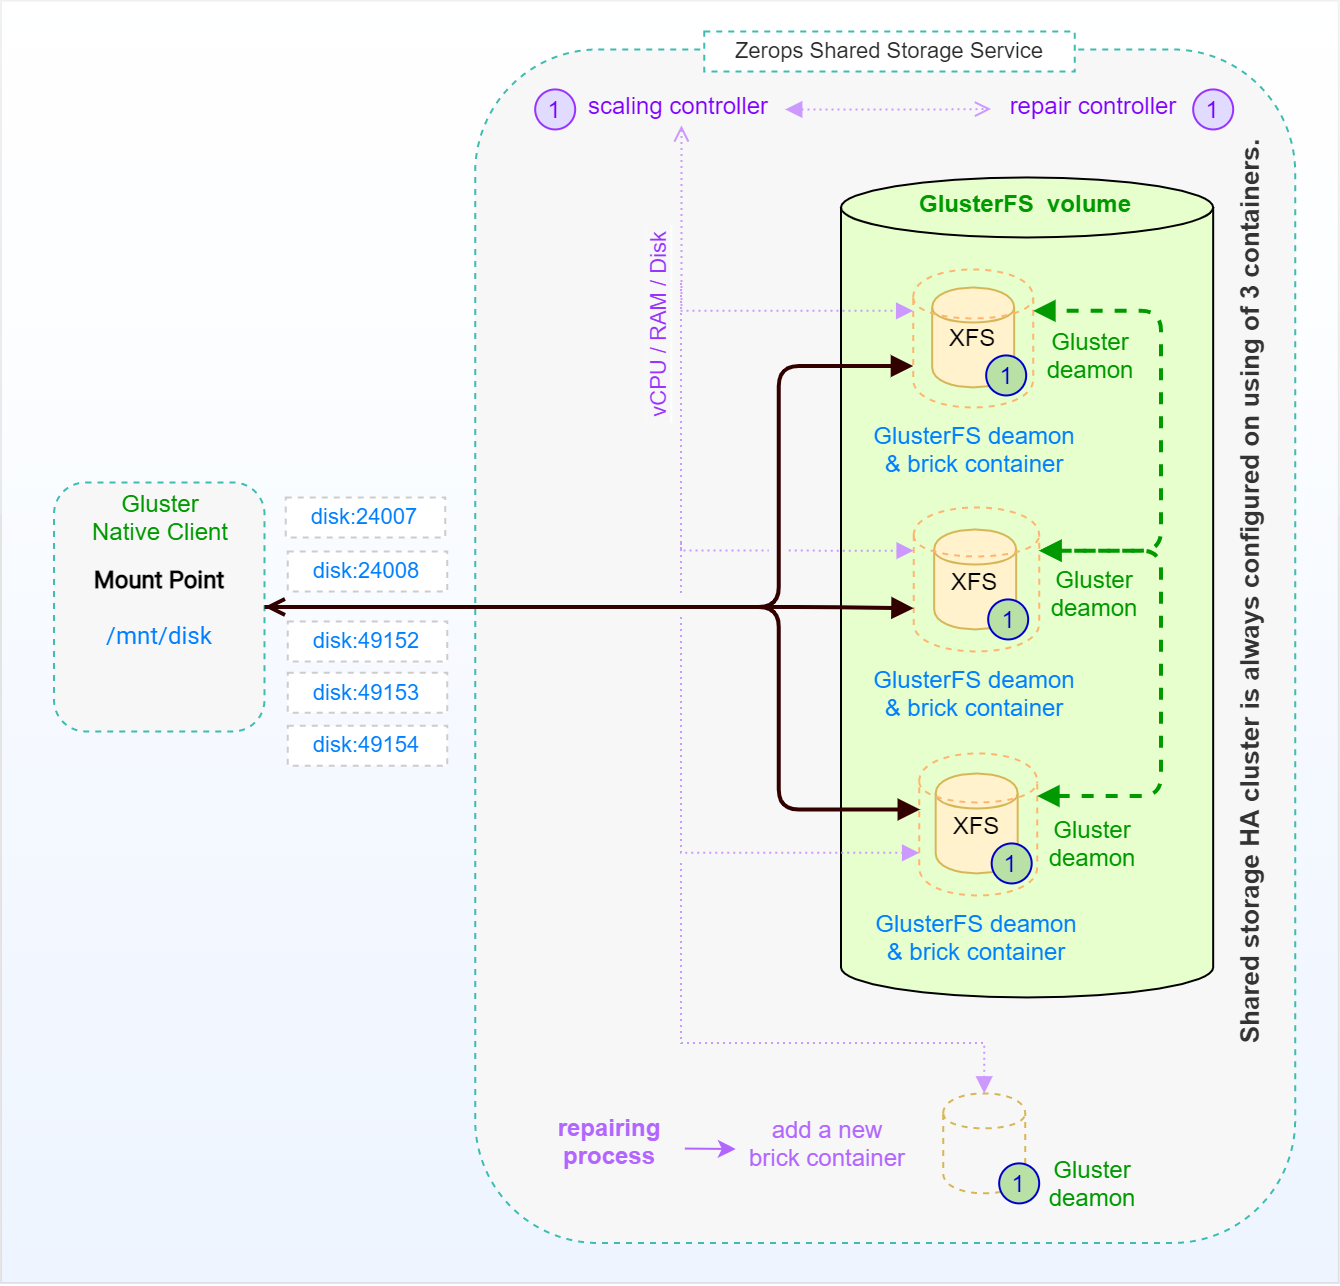 Zerops Shared Storage Service
1
scaling controller
repair controller
1
Shared storage HA cluster is always configured on using of 3 containers.
vCPU / RAM / Disk
GlusterFS  volume
XFS
1
Gluster
deamon
GlusterFS deamon
& brick container
Gluster
Native Client
Mount Point
/mnt/disk
disk:24007
disk:24008
disk:49152
disk:49153
disk:49154
XFS
1
Gluster
deamon
GlusterFS deamon
& brick container
XFS
1
Gluster
deamon
GlusterFS deamon
& brick container
repairing
process
add a new
brick container
1
Gluster
deamon